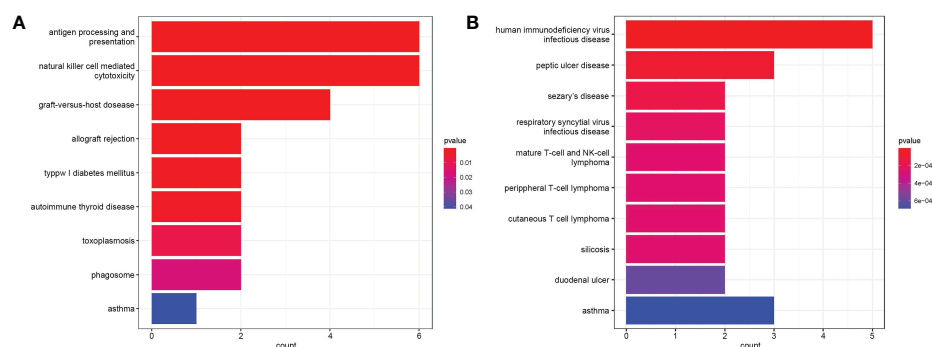 A
antigen processing and
presentation
natural killer cell mediated
cytotoxicity
graft-versus-host dosease
allograft rejection
typpw I diabetes mellitus
autoimmune thyroid disease
toxoplasmosis
phagosome
asthma
0
2
4
6
count
pvalue
0.01
0.02
0.03
0.04
B
human immunodeficiency virus
infectious disease
peptic ulcer disease
sezary's disease
respiratory syncytial virus
infectious disease
mature T-cell and NK-cell
lymphoma
peripheral T-cell lymphoma
cutaneous T cell lymphoma
silicosis
duodenal ulcer
asthma
0
1
2
3
4
5
count
pvalue
2e-04
4e-04
6e-04